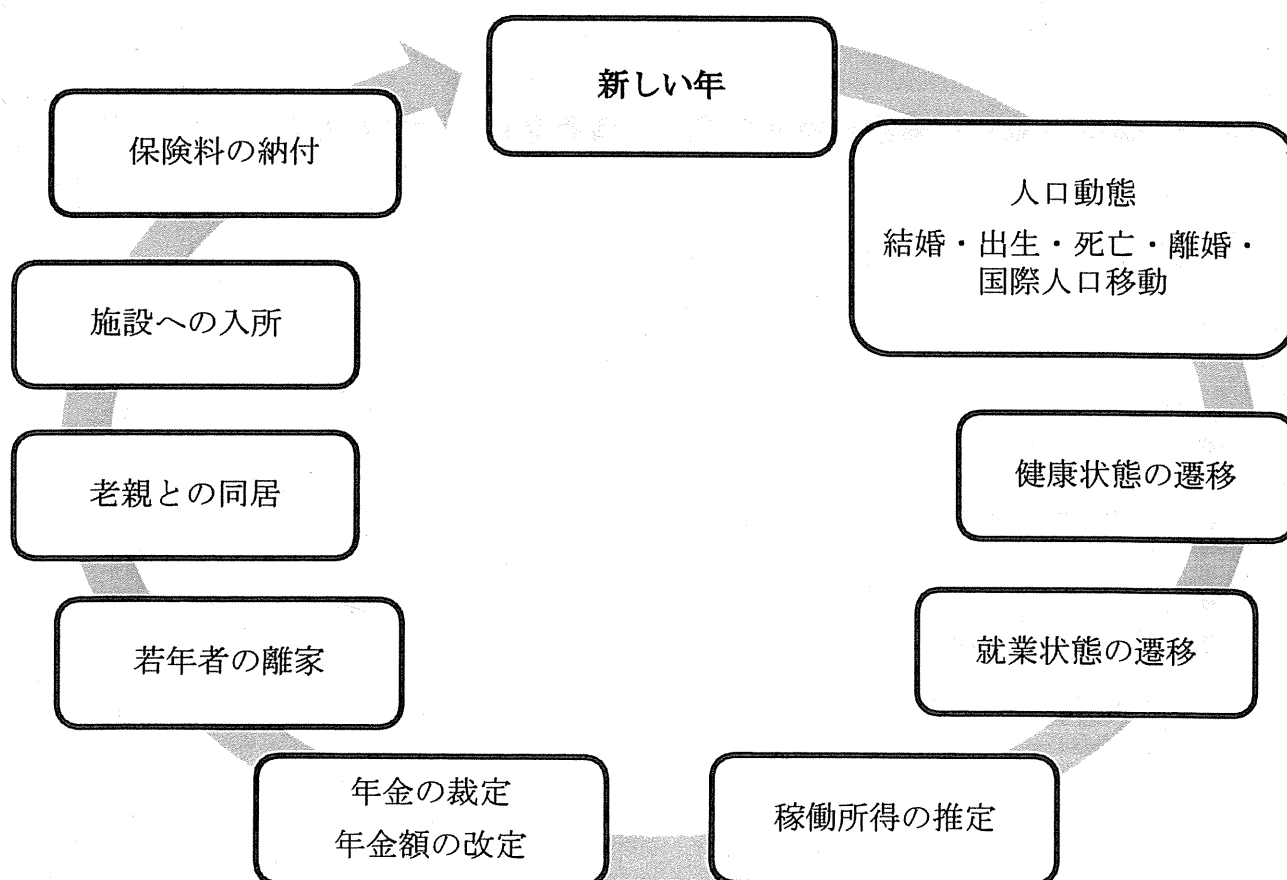 新しい年
人口動態
結婚・出生・死亡・離婚・
国際人口移動
健康状態の遷移
就業状態の遷移
稼働所得の推定
年金の裁定
年金額の改定
若年者の離家
老親との同居
施設への入所
保険料の納付